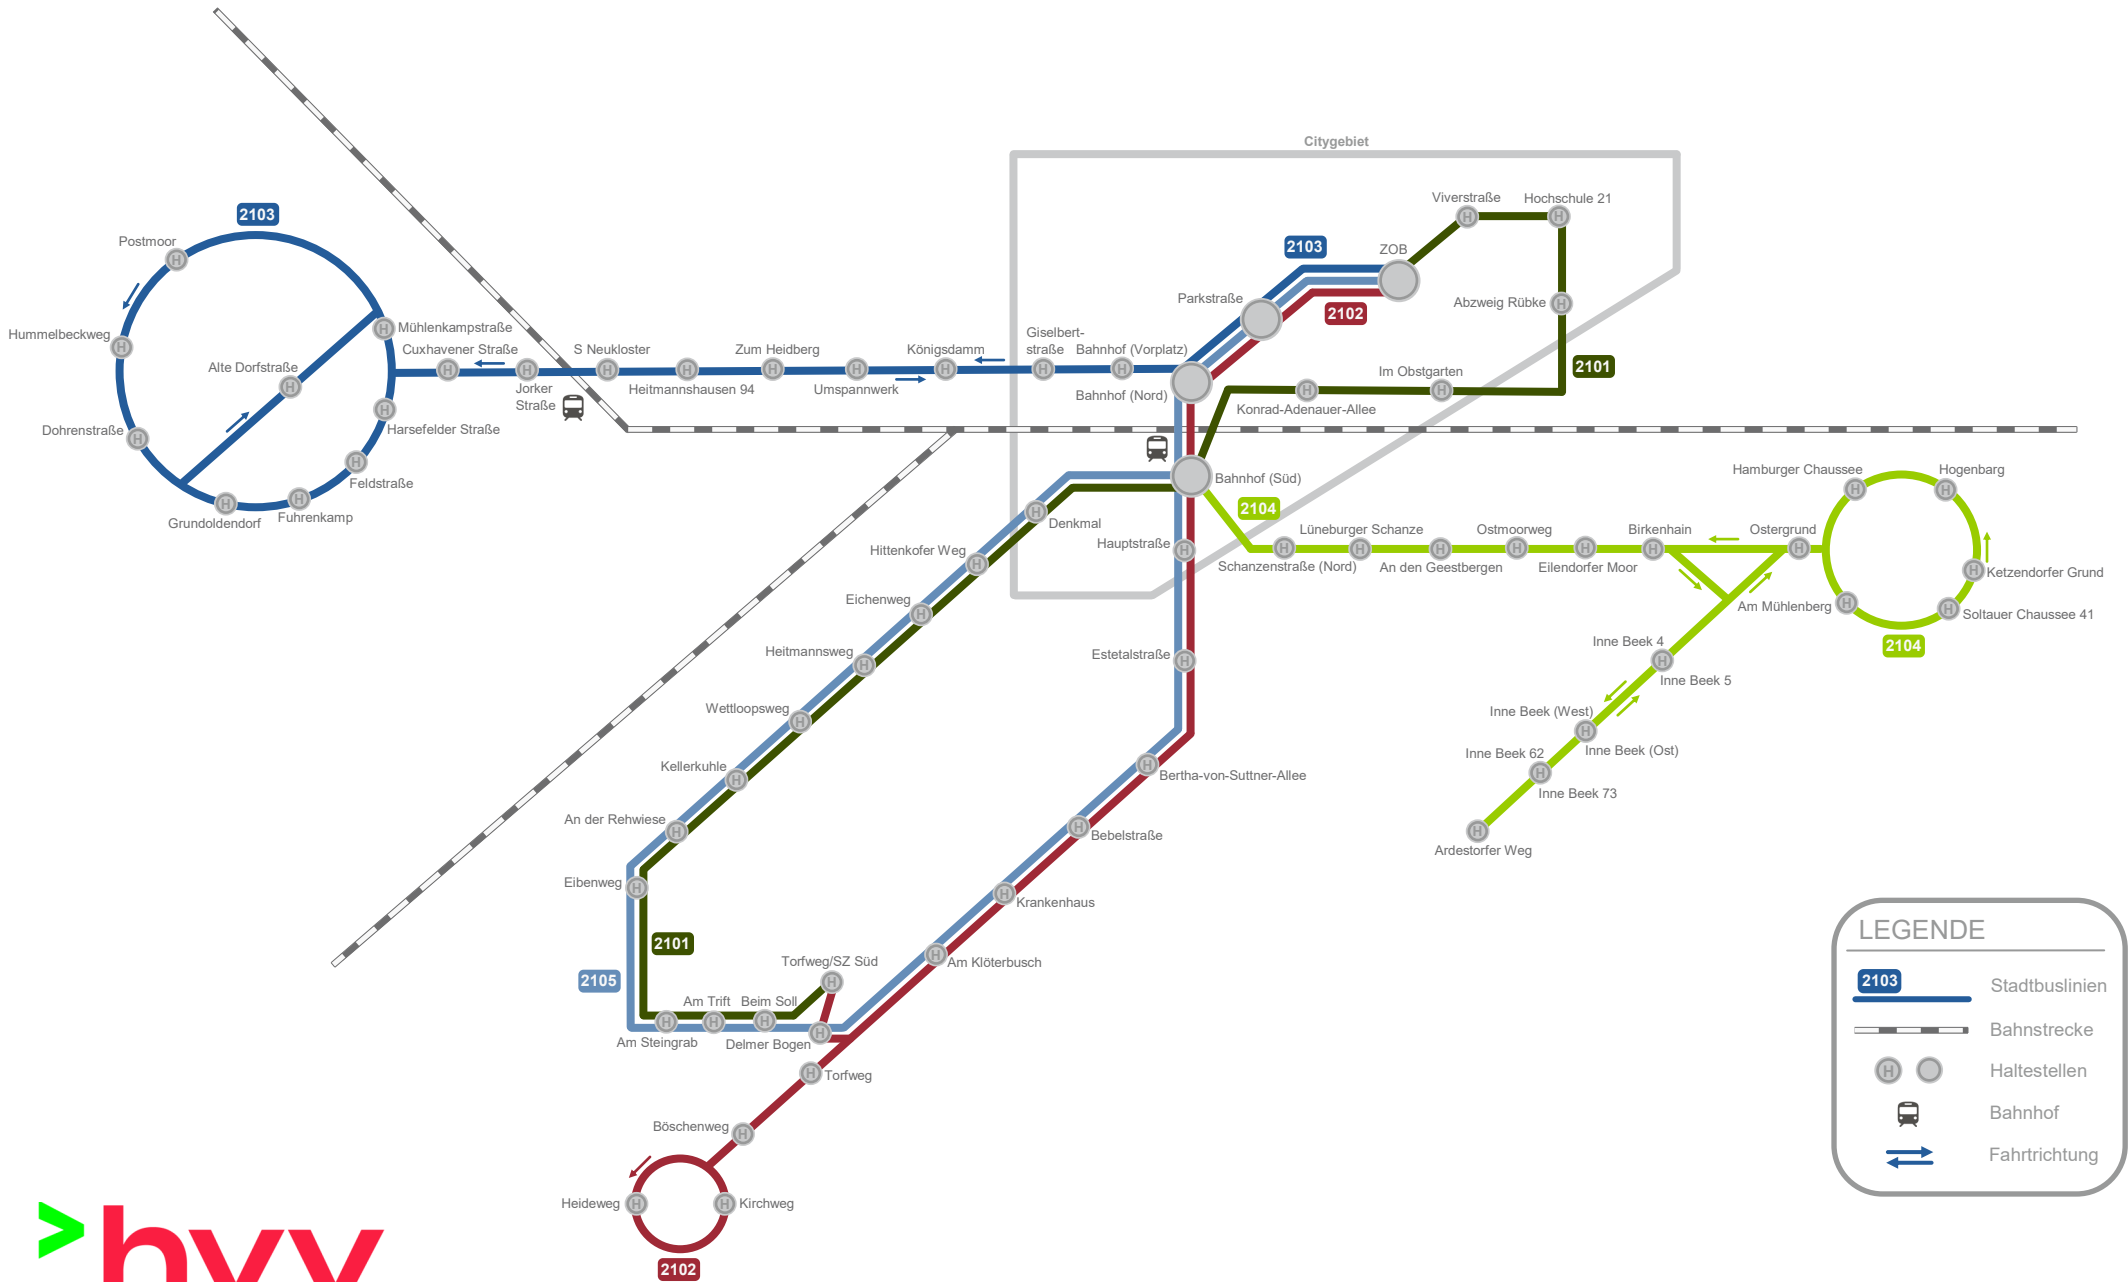 Citygebiet
Viverstraße
Hochschule 21
2103
Postmoor
2103
ZOB
Parkstraße
2102
Abzweig Rübke
Mühlenkampstraße
Hummelbeckweg
Cuxhavener Straße
S Neukloster
Zum Heidberg
Königsdamm
Giselbert-
straße
Bahnhof (Vorplatz)
Alte Dorfstraße
2101
Im Obstgarten
Jorker
Straße
Heitmannshausen 94
Umspannwerk
Bahnhof (Nord)
Konrad-Adenauer-Allee
Dohrenstraße
Harsefelder Straße
Feldstraße
Fuhrenkamp
Grundoldendorf
Bahnhof (Süd)
Hamburger Chaussee
Hogenbarg
2104
Denkmal
Hauptstraße
Lüneburger Schanze
Ostmoorweg
Birkenhain
Ostergrund
Hittenkofer Weg
Schanzenstraße (Nord)
An den Geestbergen
Eilendorfer Moor
Ketzendorfer Grund
Eichenweg
Am Mühlenberg
Soltauer Chaussee 41
2104
Heitmannsweg
Estetalstraße
Inne Beek 4
Inne Beek 5
Wettloopsweg
Inne Beek (West)
Inne Beek (Ost)
Kellerkuhle
Bertha-von-Suttner-Allee
Inne Beek 62
Inne Beek 73
An der Rehwiese
Bebelstraße
Ardestorfer Weg
Eibenweg
Krankenhaus
2101
2105
Torfweg/SZ Süd
Am Klöterbusch
Am Trift
Beim Soll
Am Steingrab
Delmer Bogen
Torfweg
Böschenweg
Heideweg
Kirchweg
2102
LEGENDE
2103
Stadtbuslinien
Bahnstrecke
H
Haltestellen
Bahnhof
Fahrtrichtung
hvv